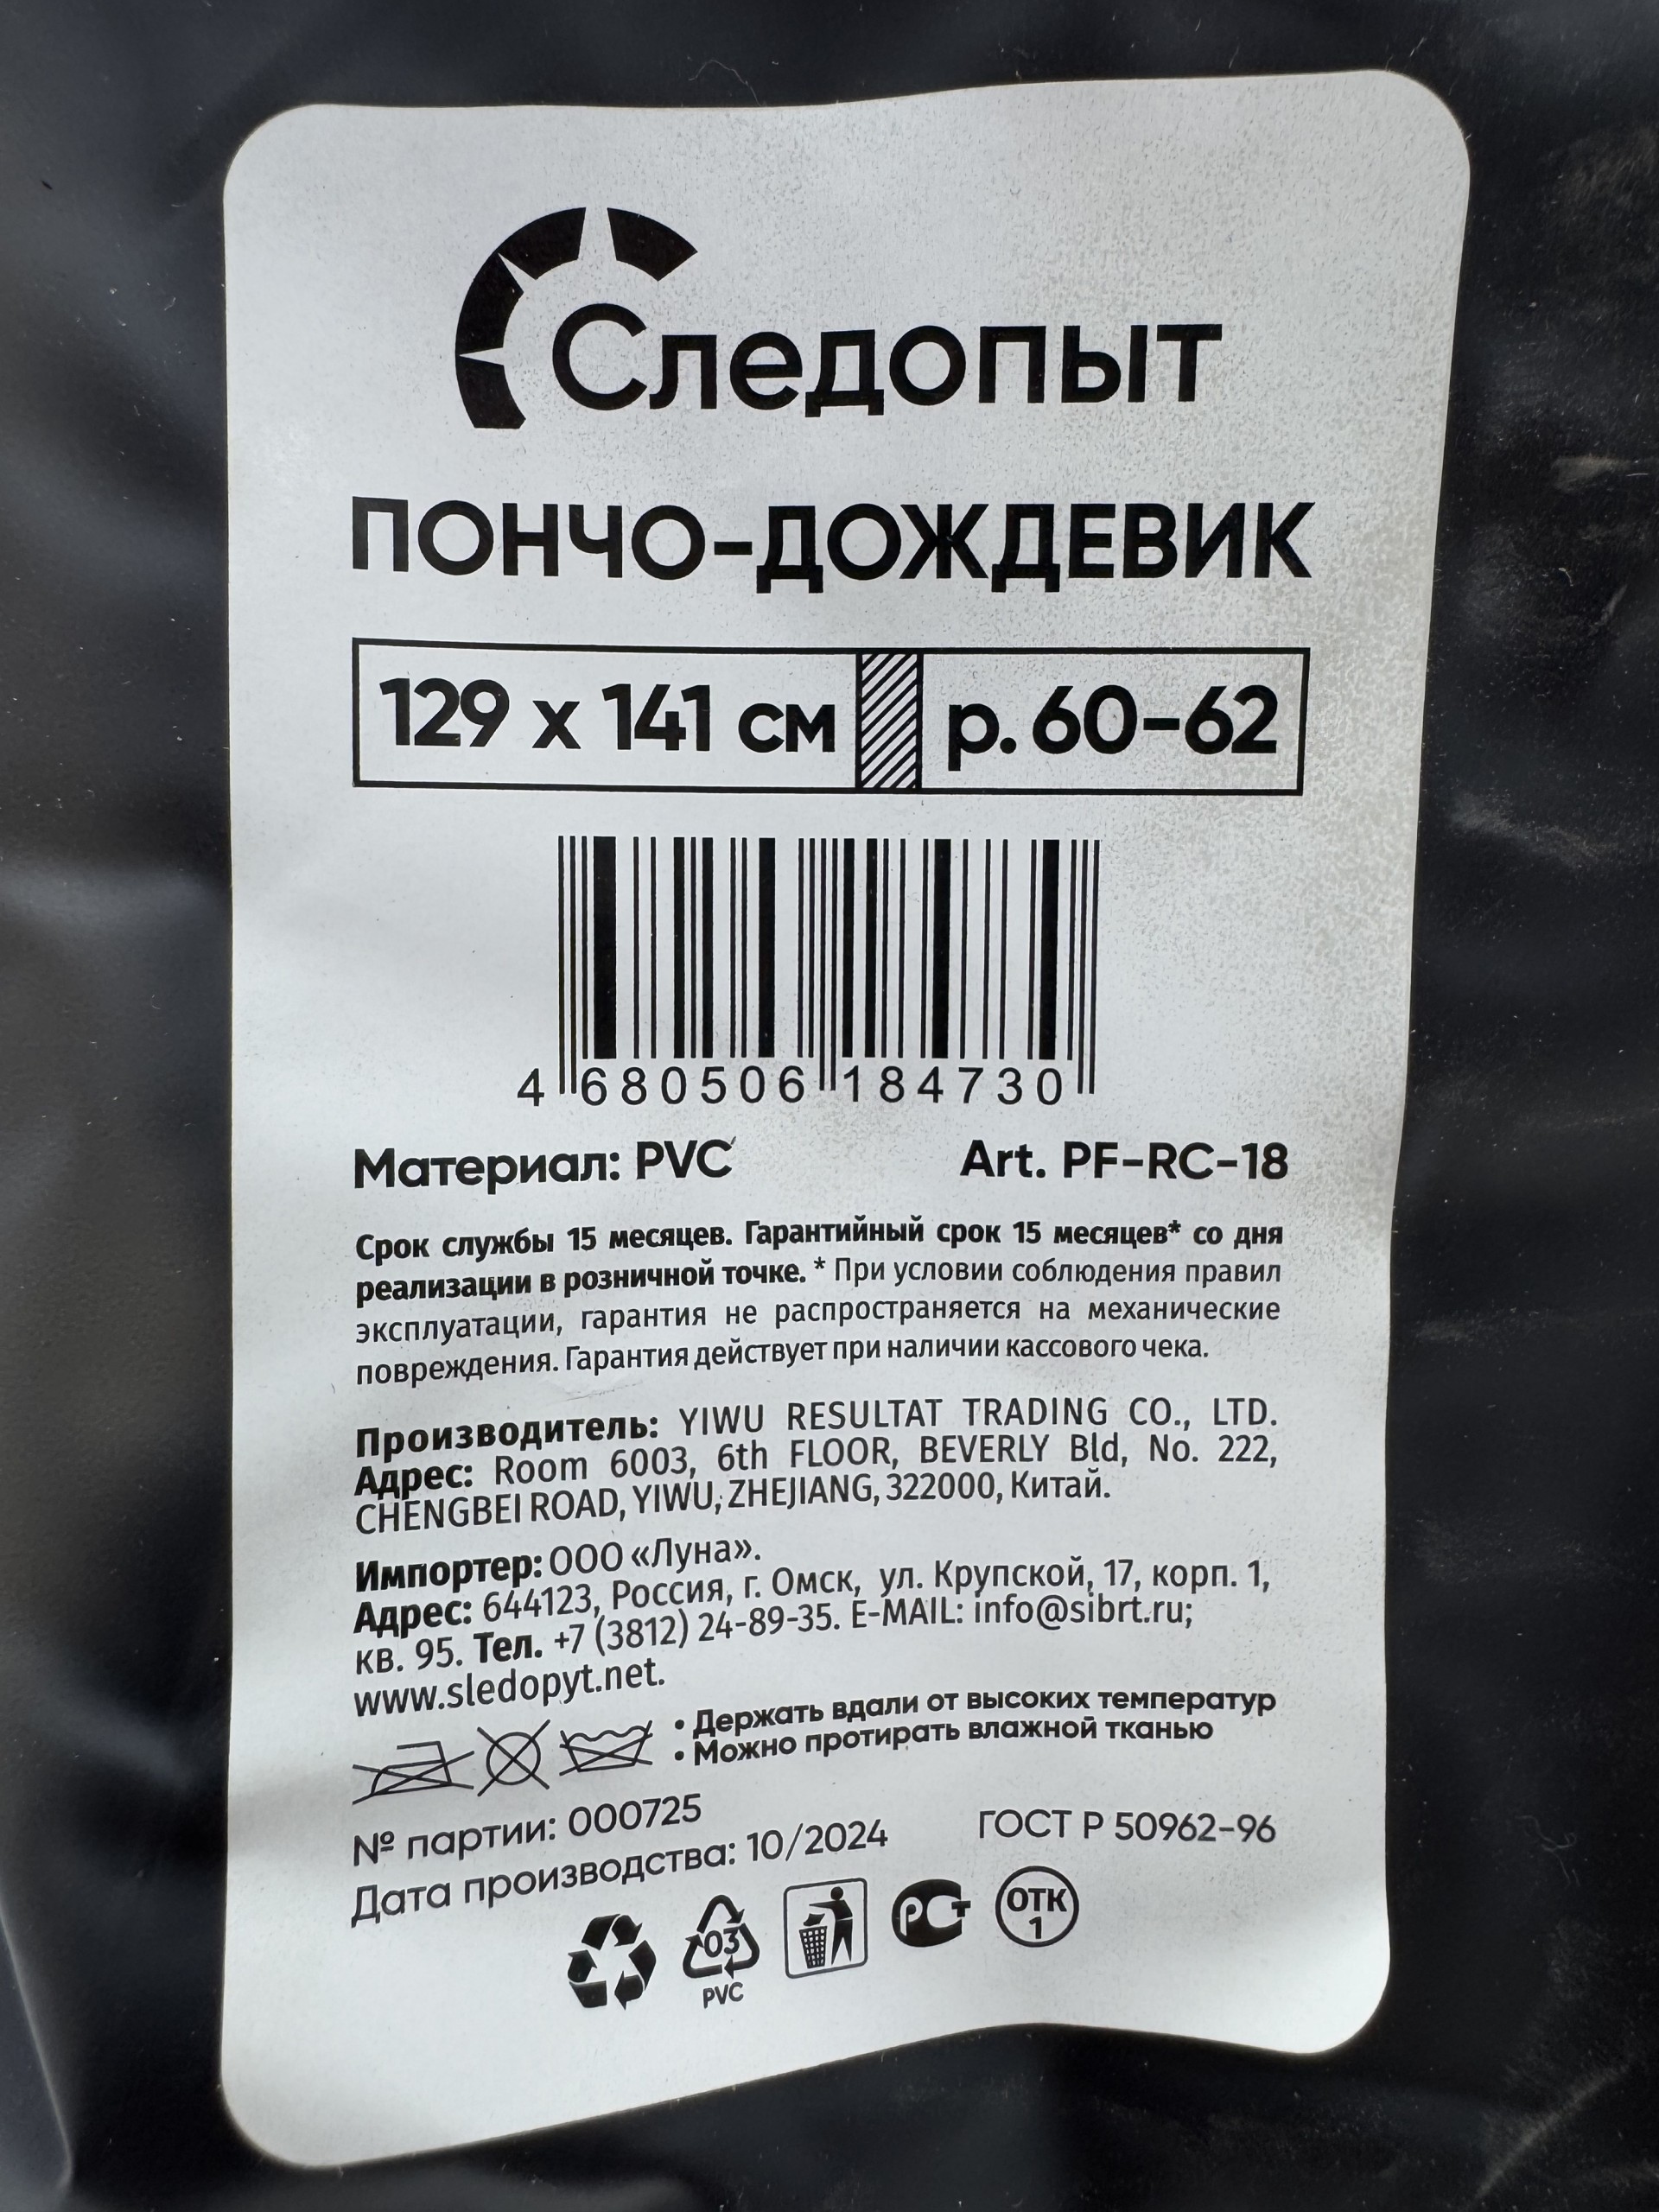 Следопыт
ПОНЧО-ДОЖДЕВИК
129 x 141 см р. 60-62
4 680506 184730
Материал: PVC Art. PF-RC-18
Срок службы 15 месяцев. Гарантийный срок 15 месяцев* со дня
реализации в розничной точке. * При условии соблюдения правил
эксплуатации, гарантия не распространяется на механические
повреждения. Гарантия действует при наличии кассового чека.
Производитель: YIWU RESULTAT TRADING CO., LTD.
Адрес: Room 6003, 6th FLOOR, BEVERLY Bld, No. 222,
CHENGBEI ROAD, YIWU, ZHEJIANG, 322000, Китай.
Импортер: ООО «Луна».
Адрес: 644123, Россия, г. Омск, ул. Крупской, 17, корп. 1,
кв. 95. Тел. +7 (3812) 24-89-35. E-MAIL: info@sibrt.ru;
www.sledopyt.net.
• Держать вдали от высоких температур
• Можно протирать влажной тканью
№ партии: 000725
Дата производства: 10/2024 ГОСТ Р 50962-96
03
PVC
РСТ
ОТК
1